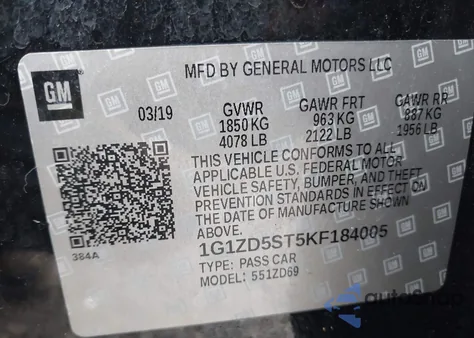 GM
MFD BY GENERAL MOTORS LLC
03/19 GVWR GAWR FRT GAWR RR
1850 KG 963 KG 887 KG
4078 LB 2122 LB 1956 LB
THIS VEHICLE CONFORMS TO ALL
APPLICABLE U.S. FEDERAL MOTOR
VEHICLE SAFETY, BUMPER, AND THEFT
PREVENTION STANDARDS IN EFFECT ON
THE DATE OF MANUFACTURE SHOWN
ABOVE.
384A
1G1ZD5ST5KF184005
TYPE: PASS CAR
MODEL: 551ZD69